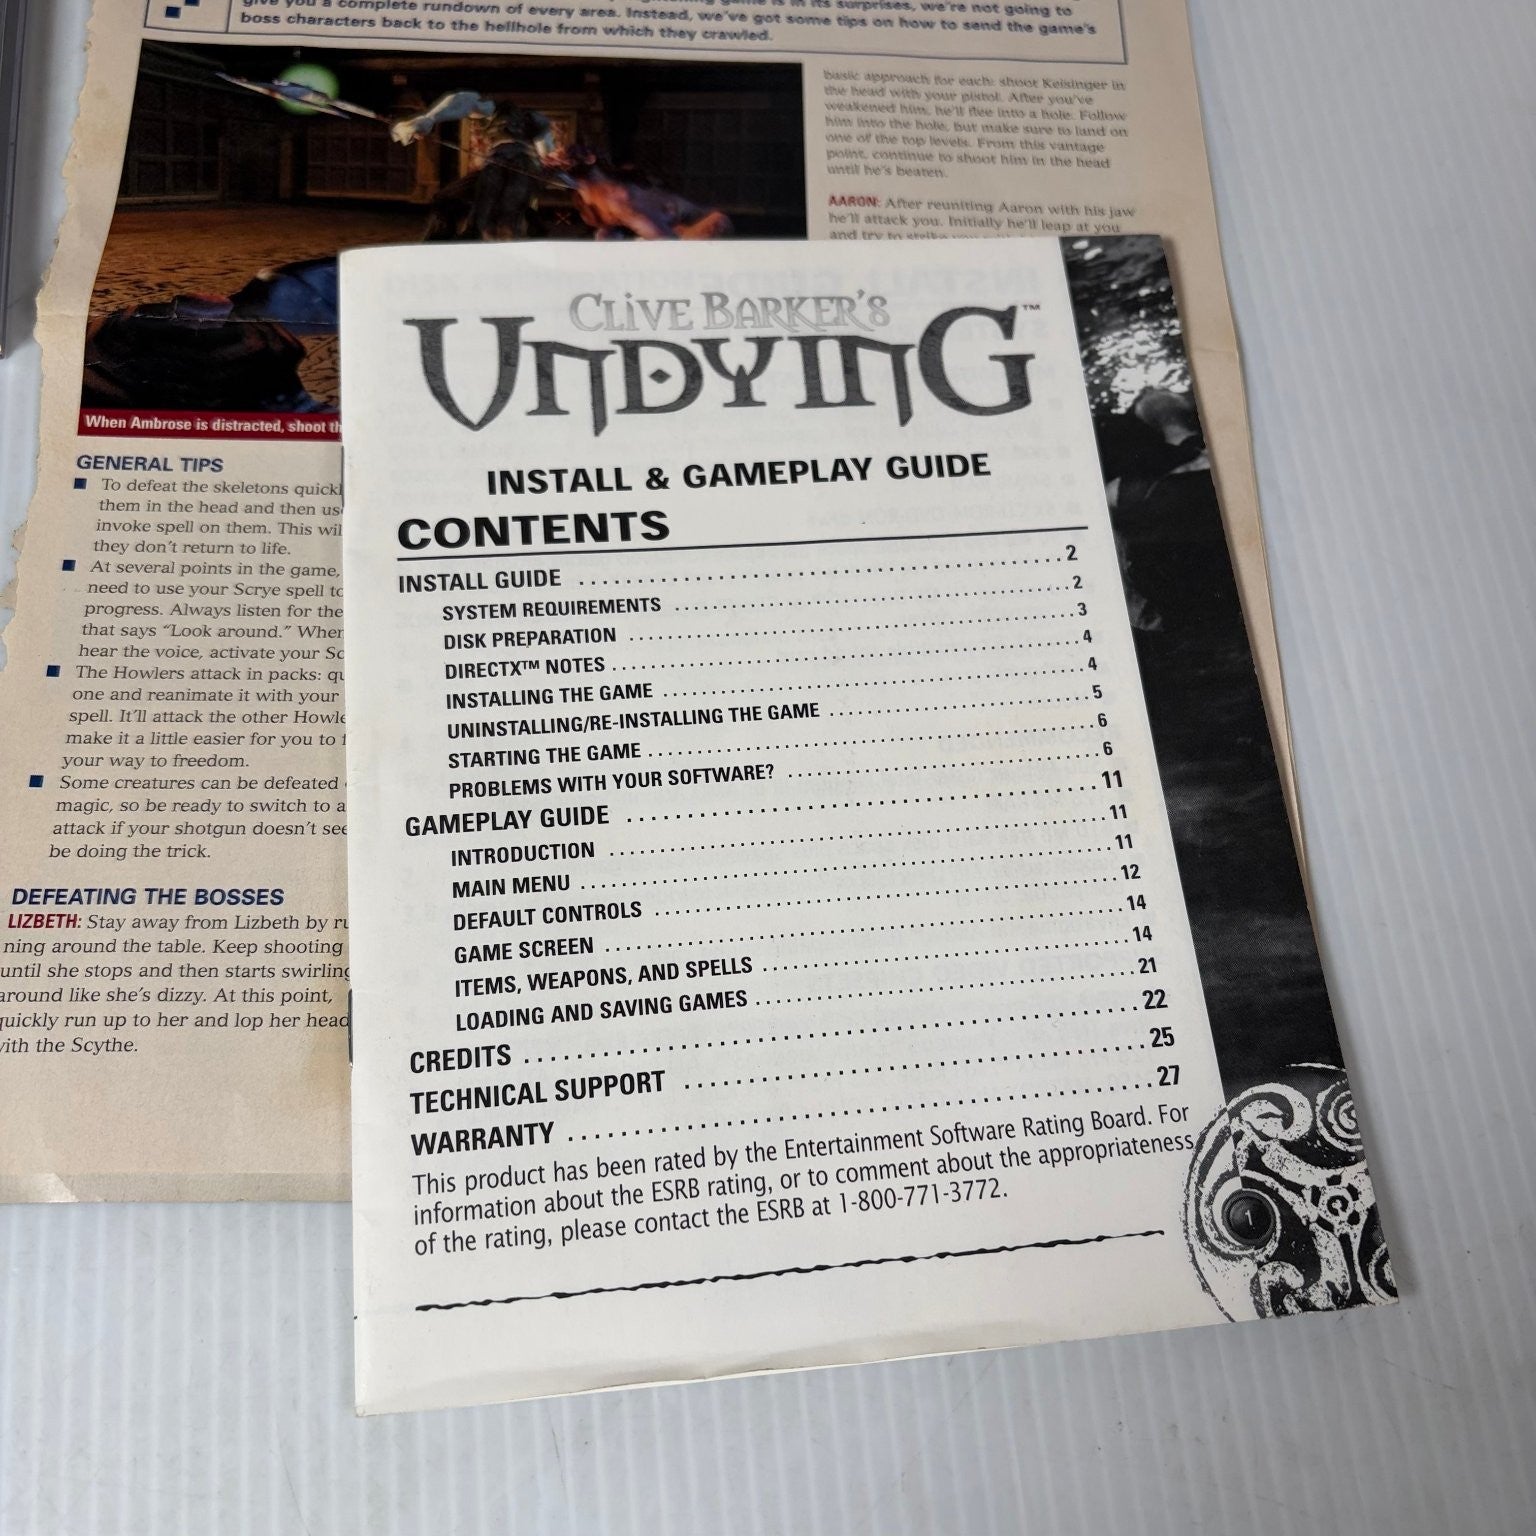 give you a complete rundown of every area. Instead, we've got some tips on how to send the game's
boss characters back to the hellhole from which they crawled.
basic approach for each: shoot Keisinger in
the head with your pistol. After you've
weakened him, he'll flee into a hole. Follow
him into the hole, but make sure to land on
one of the top levels. From this vantage
point, continue to shoot him in the head
until he's beaten.
AARON: After reuniting Aaron with his jaw
he'll attack you. Initially he'll leap at you
and try to
When Ambrose is distracted, shoot
GENERAL TIPS
To defeat the skeletons
them in the head and then
invoke spell on them. This
they don't return to life.
At several points in the game,
need to use your Scrye spell
progress. Always listen for the
that says "Look around."
hear the voice, activate your
The Howlers attack in packs:
one and reanimate it with your
spell. It'll attack the other
make it a little easier for you to
your way to freedom.
Some creatures can be defeated
magic, so be ready to switch to a
attack if your shotgun doesn't
be doing the trick.
DEFEATING THE BOSSES
LIZBETH: Stay away from Lizbeth by
ning around the table. Keep shooting
until she stops and then starts swirling
around like she's dizzy. At this point,
quickly run up to her and lop her head
with the Scythe.
CLIVE BARKER'S
UNDYING™
INSTALL & GAMEPLAY GUIDE
CONTENTS
INSTALL GUIDE 2
SYSTEM REQUIREMENTS 2
DISK PREPARATION 3
DIRECTX™ NOTES 4
INSTALLING THE GAME 4
UNINSTALLING/RE-INSTALLING THE GAME 5
STARTING THE GAME 6
PROBLEMS WITH YOUR SOFTWARE? 6
GAMEPLAY GUIDE 11
INTRODUCTION 11
MAIN MENU 11
DEFAULT CONTROLS 12
GAME SCREEN 14
ITEMS, WEAPONS, AND SPELLS 14
LOADING AND SAVING GAMES 21
CREDITS 22
TECHNICAL SUPPORT 25
WARRANTY 27
This product has been rated by the Entertainment Software Rating Board. For
information about the ESRB rating, or to comment about the appropriateness
of the rating, please contact the ESRB at 1-800-771-3772.
1